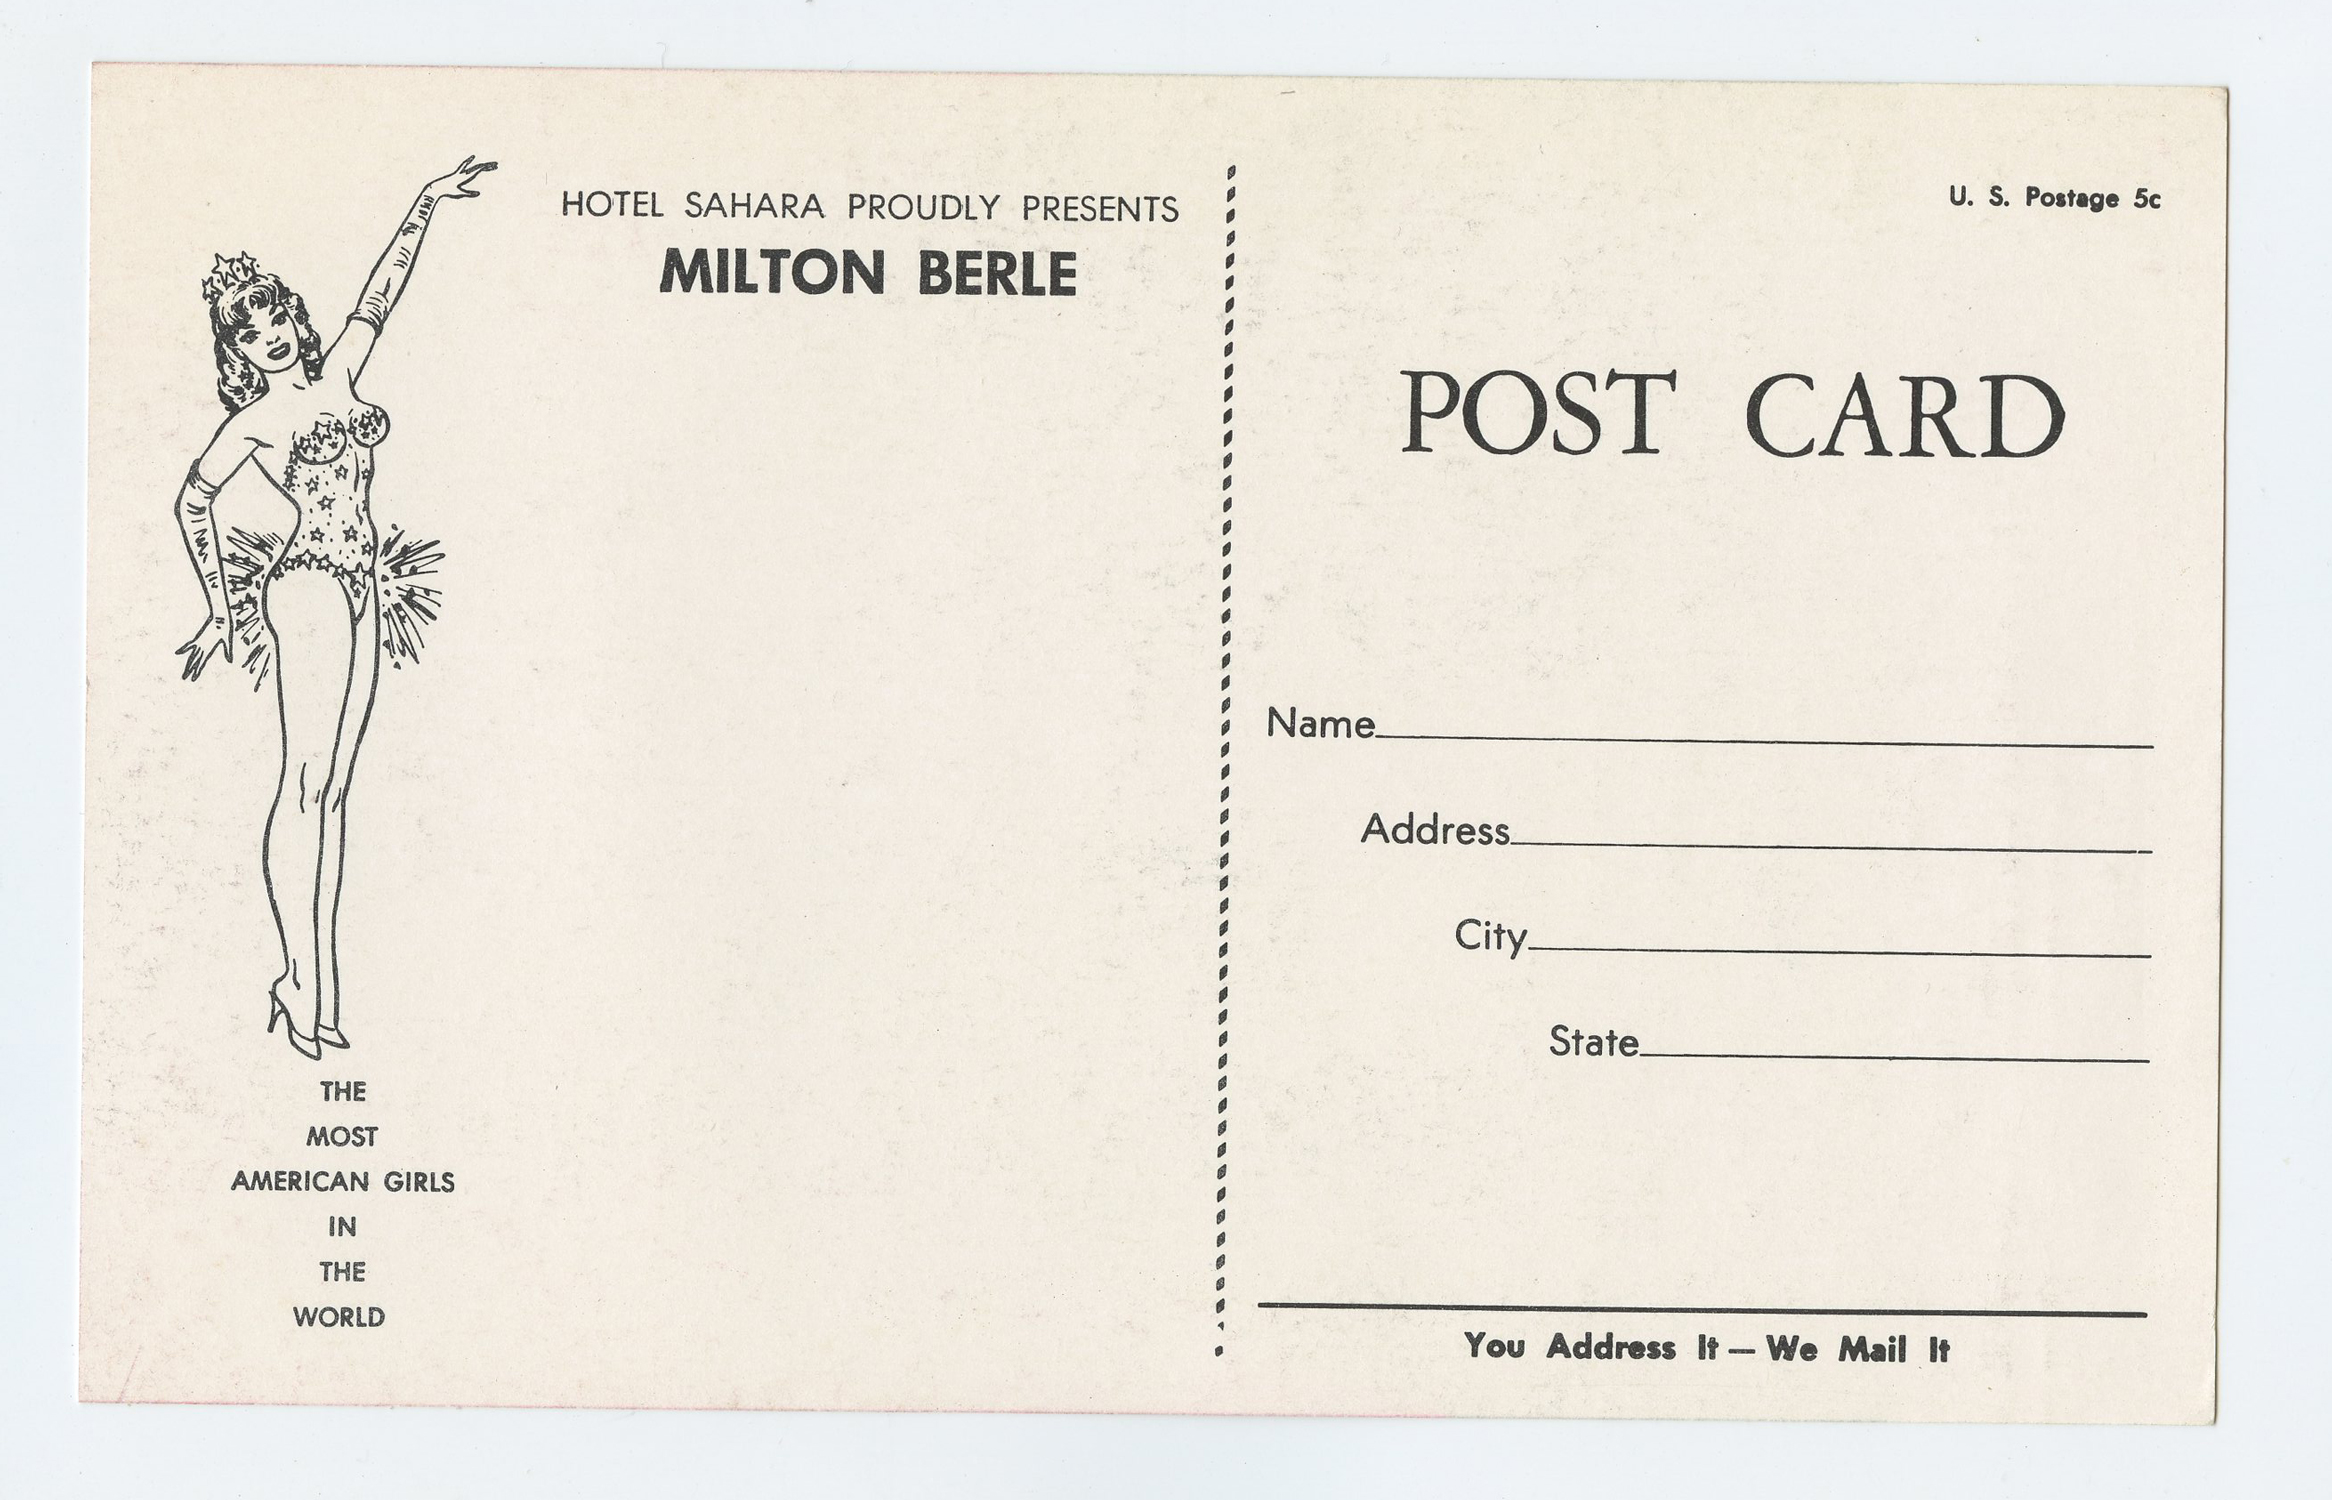 HOTEL SAHARA PROUDLY PRESENTS
MILTON BERLE
THE
MOST
AMERICAN GIRLS
IN
THE
WORLD
U. S. Postage 5c
POST CARD
Name
Address
City
State
You Address It — We Mail It